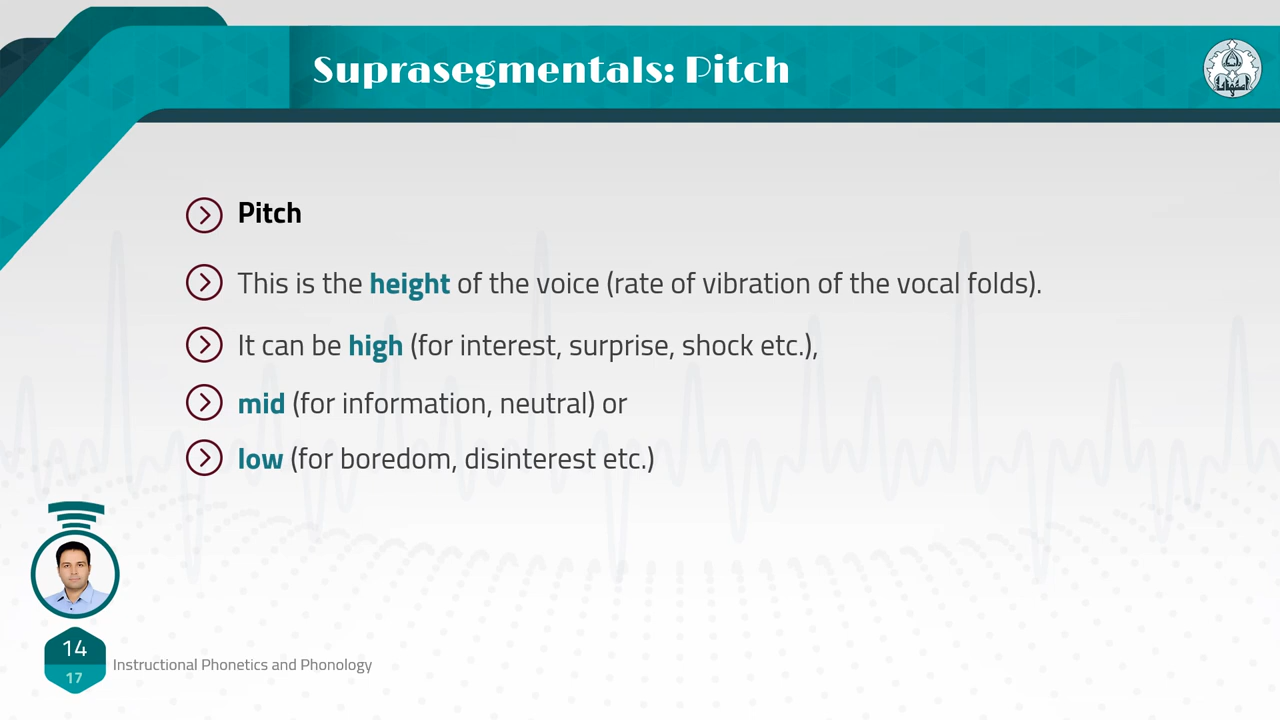 Suprasegmentals: Pitch
اصفهان
Pitch
This is the height of the voice (rate of vibration of the vocal folds).
It can be high (for interest, surprise, shock etc.),
mid (for information, neutral) or
low (for boredom, disinterest etc.)
14
17
Instructional Phonetics and Phonology